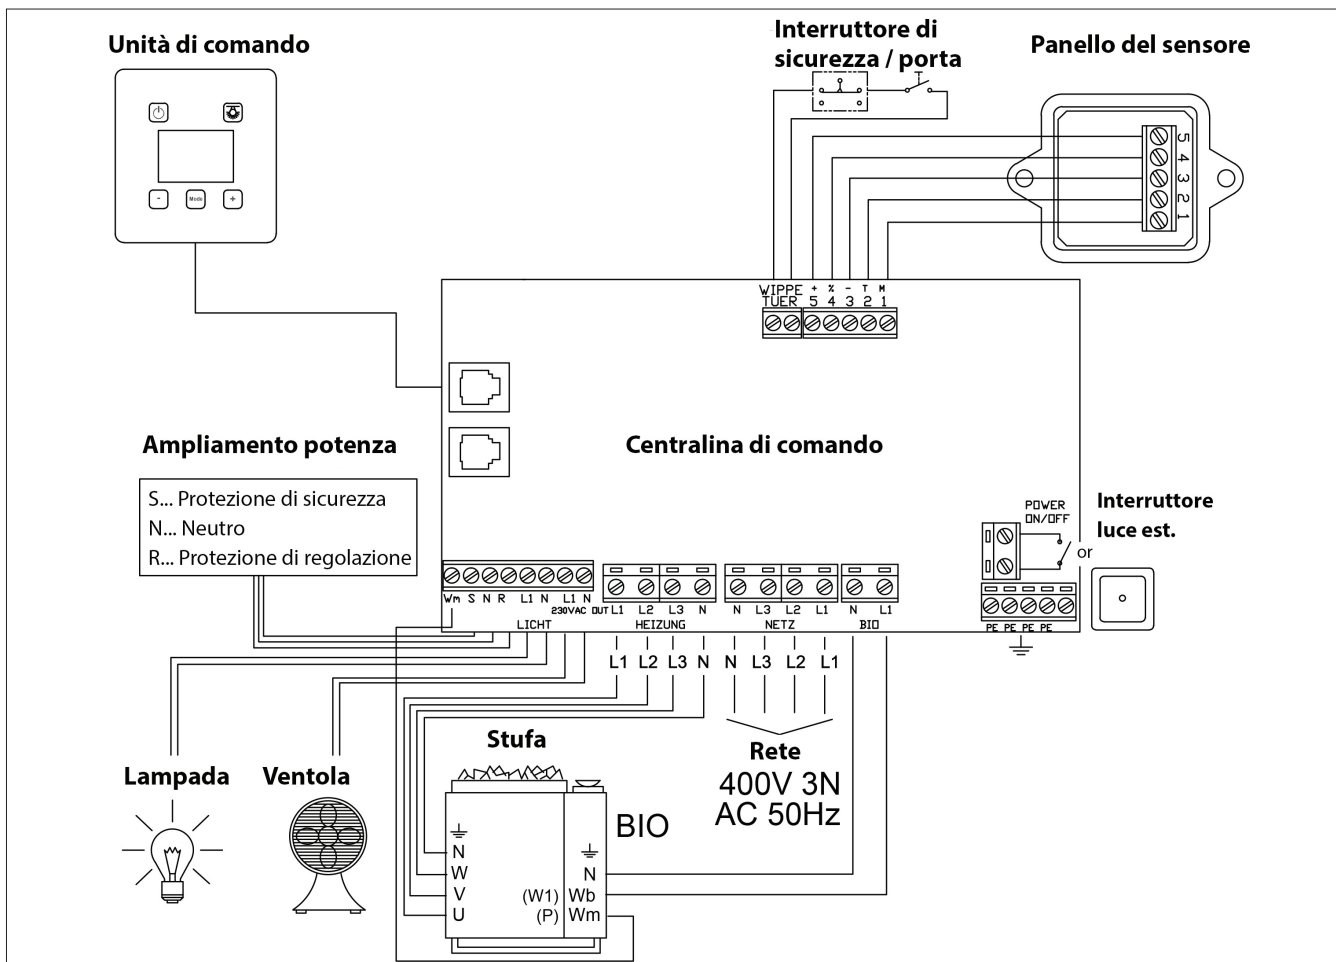 Unità di comando
Interruttore di
sicurezza / porta
Panello del sensore
- Mode +
5
4
3
2
1
WIPPE + % - T M
TUER 5 4 3 2 1
Ampliamento potenza
Centralina di comando
S... Protezione di sicurezza
N... Neutro
R... Protezione di regolazione
POWER
ON/OFF
or
Interruttore
luce est.
Wm S N R L1 N L1 N
230VAC OUT L1 L2 L3 N N L3 L2 L1 N L1
LICHT HEIZUNG NETZ BIO
PE PE PE PE
L1 L2 L3 N N L3 L2 L1
Lampada
Ventola
Stufa
Rete
400V 3N
AC 50Hz
BIO
N
W
V
U
N
(W1) Wb
(P) Wm